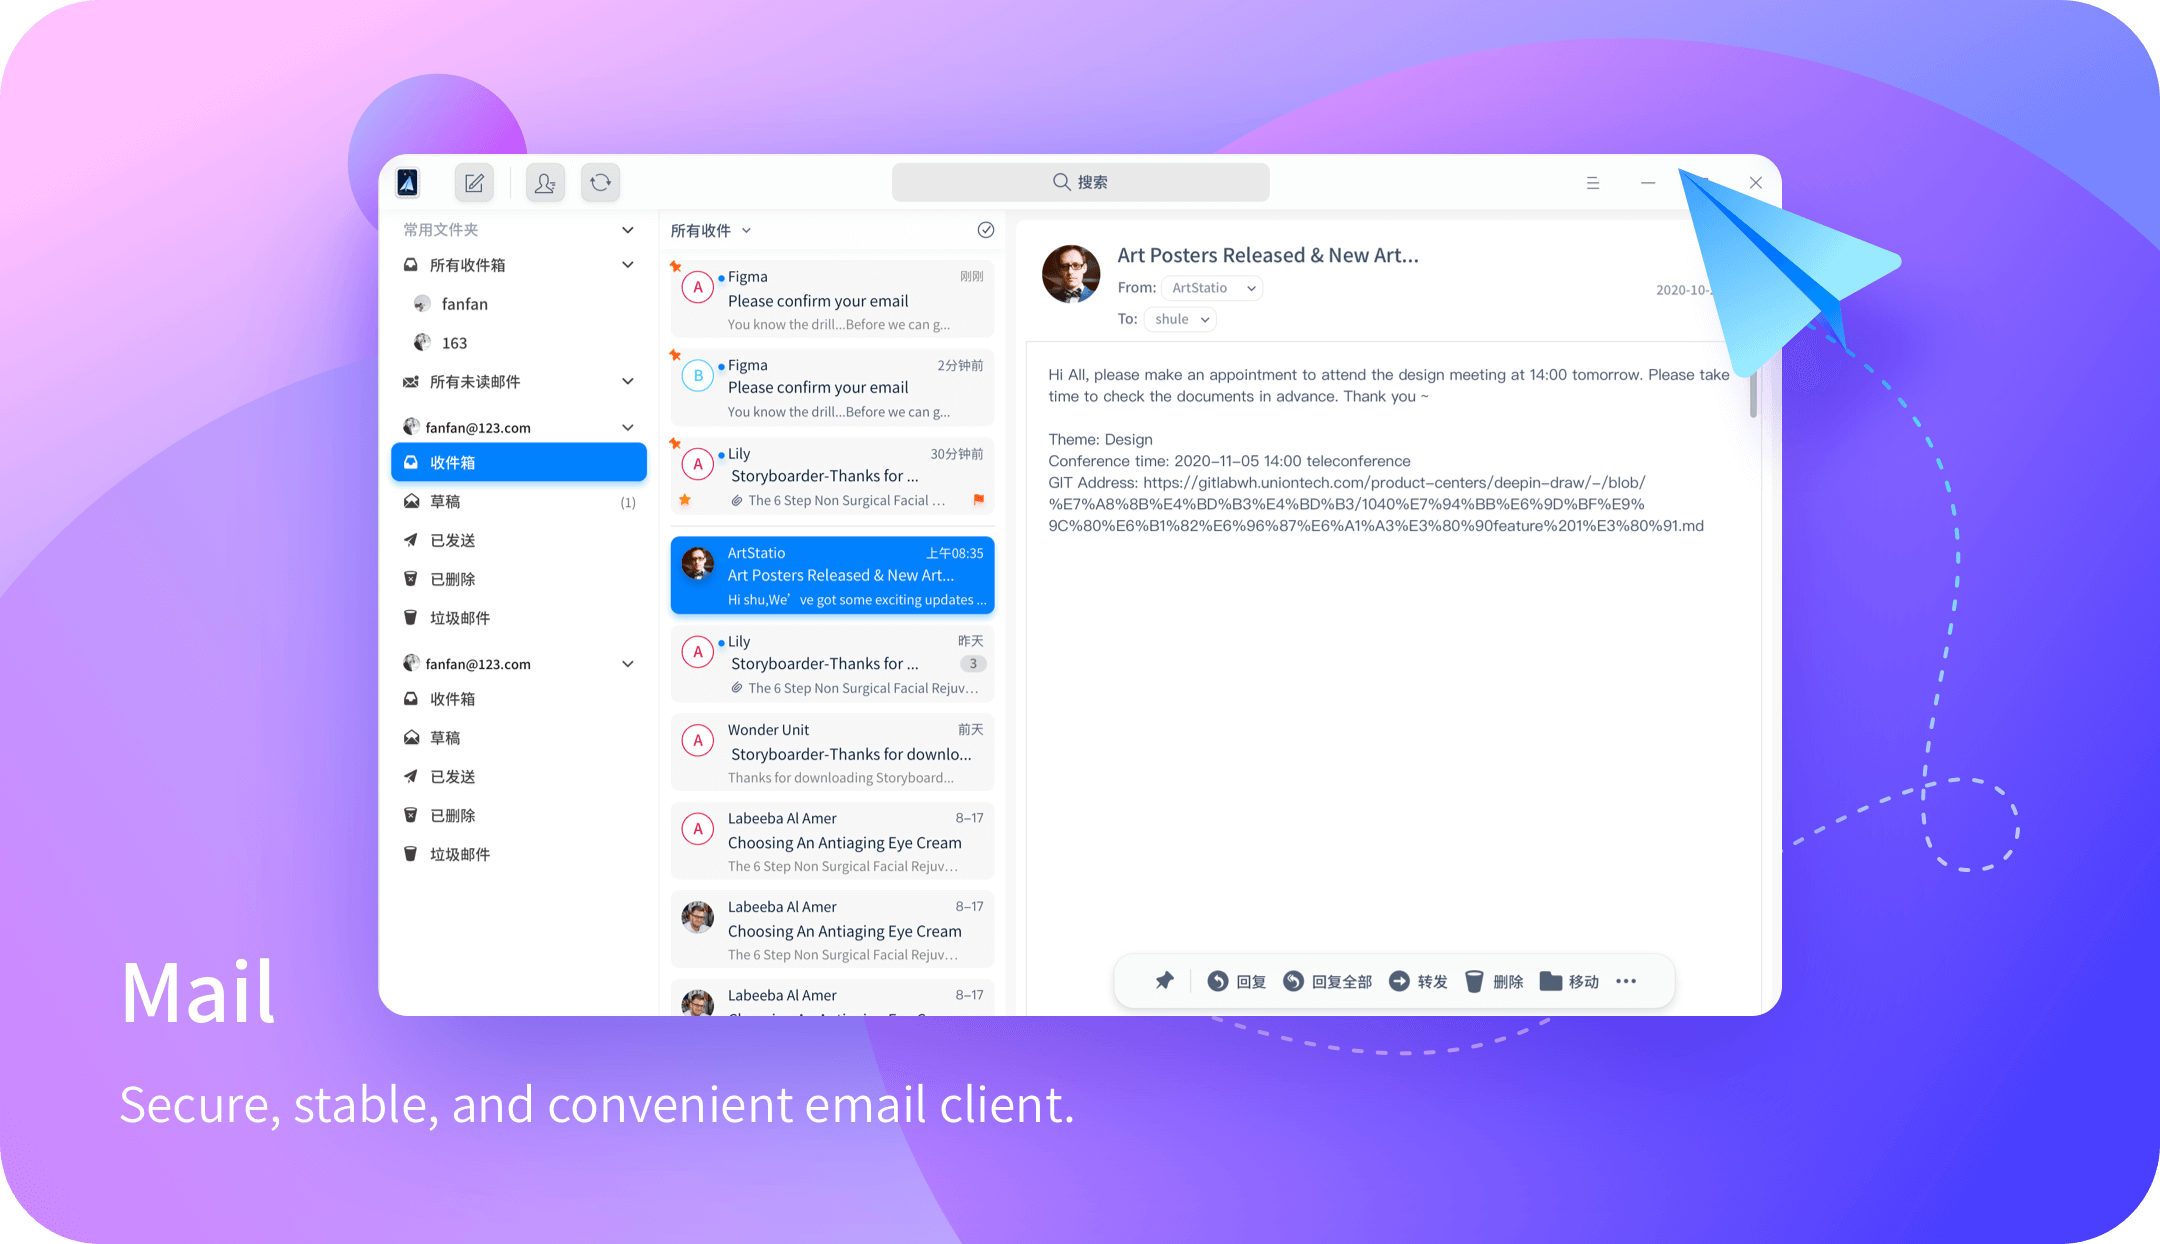 搜索
常用文件夹
所有收件箱
fanfan
163
所有未读邮件
fanfan@123.com
收件箱
草稿 (1)
已发送
已删除
垃圾邮件
fanfan@123.com
收件箱
草稿
已发送
已删除
垃圾邮件
所有收件
A Figma 刚刚
Please confirm your email
You know the drill...Before we can g...
B Figma 2分钟前
Please confirm your email
You know the drill...Before we can g...
A Lily 30分钟前
Storyboarder-Thanks for ...
The 6 Step Non Surgical Facial ...
ArtStatio 上午08:35
Art Posters Released & New Art...
Hi shu,We’ve got some exciting updates ...
A Lily 昨天
Storyboarder-Thanks for ... 3
The 6 Step Non Surgical Facial Rejuv...
A Wonder Unit 前天
Storyboarder-Thanks for downlo...
Thanks for downloading Storyboard...
A Labeeba Al Amer 8-17
Choosing An Antiaging Eye Cream
The 6 Step Non Surgical Facial Rejuv...
Labeeba Al Amer 8-17
Choosing An Antiaging Eye Cream
The 6 Step Non Surgical Facial Rejuv...
Labeeba Al Amer 8-17
Art Posters Released & New Art...
From: ArtStatio
2020-10-
To: shule
Hi All, please make an appointment to attend the design meeting at 14:00 tomorrow. Please take
time to check the documents in advance. Thank you ~
Theme: Design
Conference time: 2020-11-05 14:00 teleconference
GIT Address: https://gitlabwh.uniontech.com/product-centers/deepin-draw/-/blob/
%E7%A8%8B%E4%BD%B3%E4%BD%B3/1040%E7%94%BB%E6%9D%BF%E9%
9C%80%E6%B1%82%E6%96%87%E6%A1%A3%E3%80%90feature%201%E3%80%91.md
回复 回复全部 转发 删除 移动
Mail
Secure, stable, and convenient email client.